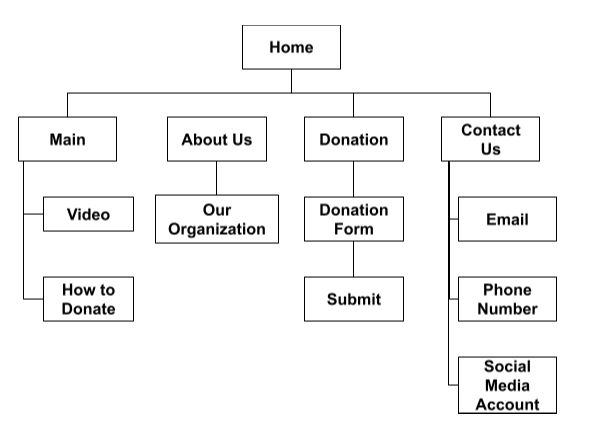 Home
Main
About Us
Donation
Contact
Us
Video
Our
Organization
Donation
Form
Email
How to
Donate
Submit
Phone
Number
Social
Media
Account